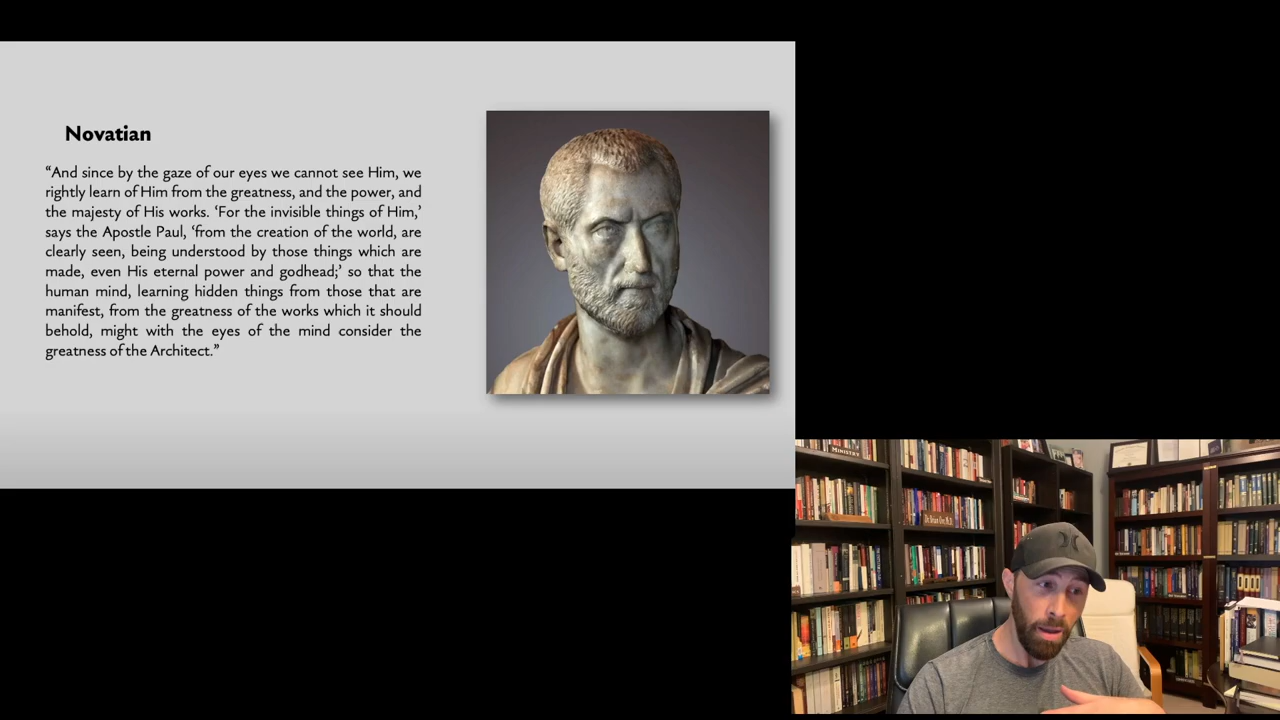 Novatian
“And since by the gaze of our eyes we cannot see Him, we
rightly learn of Him from the greatness, and the power, and
the majesty of His works. ‘For the invisible things of Him,’
says the Apostle Paul, ‘from the creation of the world, are
clearly seen, being understood by those things which are
made, even His eternal power and godhead;’ so that the
human mind, learning hidden things from those that are
manifest, from the greatness of the works which it should
behold, might with the eyes of the mind consider the
greatness of the Architect.”
MINISTRY